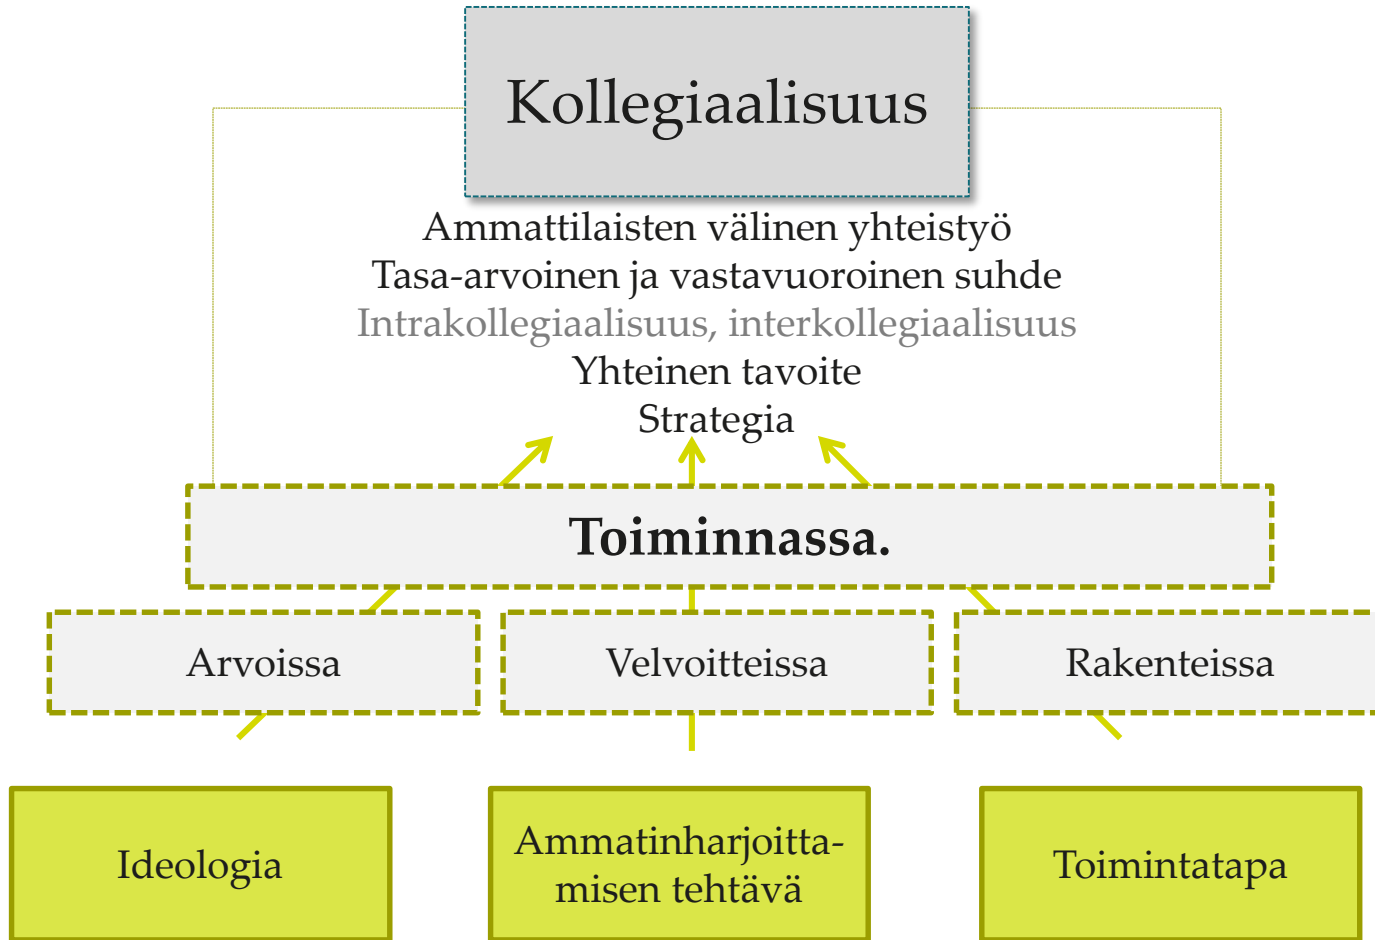 Kollegiaalisuus
Ammattilaisten välinen yhteistyö
Tasa-arvoinen ja vastavuoroinen suhde
Intrakollegiaalisuus, interkollegiaalisuus
Yhteinen tavoite
Strategia
Toiminnassa.
Arvoissa
Velvoitteissa
Rakenteissa
Ideologia
Ammatinharjoitta-
misen tehtävä
Toimintatapa